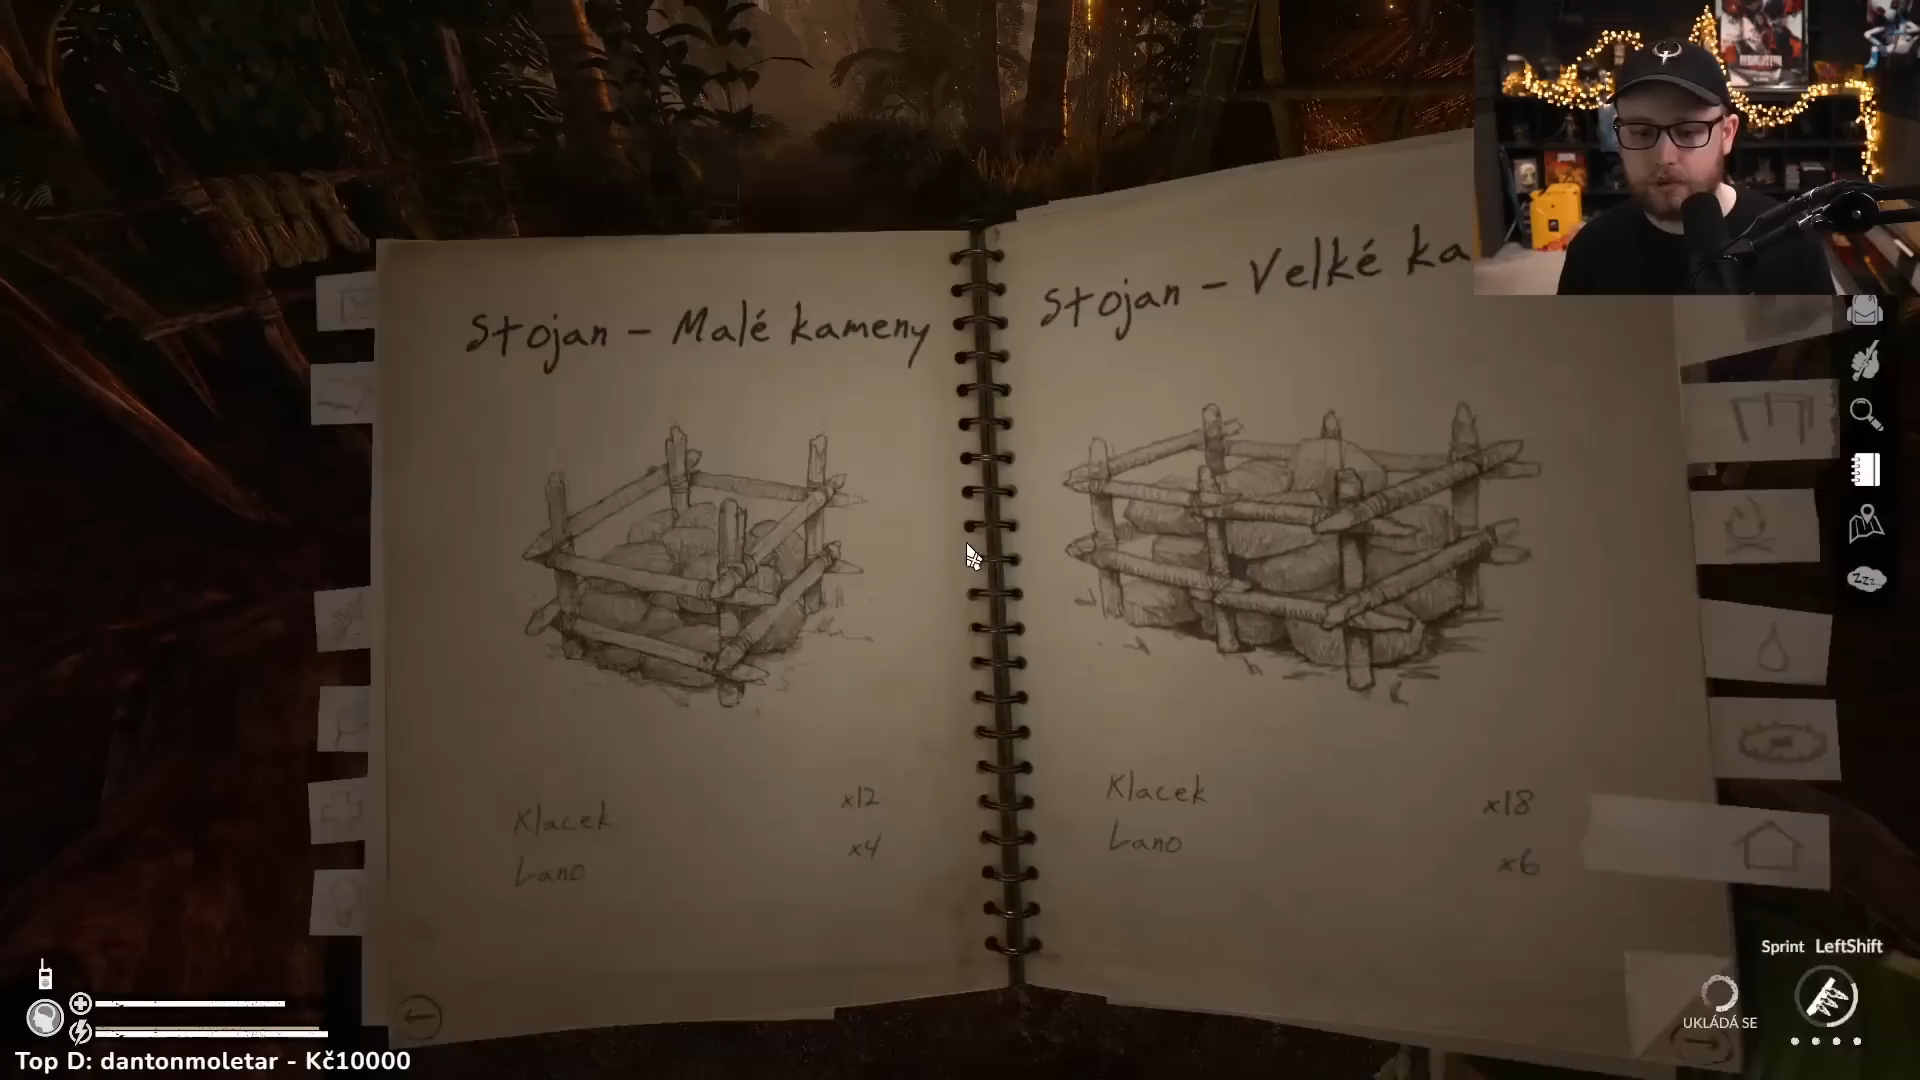 Stojan - Malé kameny
Klacek x12
Lano x4
Stojan - Velké ka
Klacek x18
Lano x6
Zzz..
Sprint LeftShift
UKLÁDÁ SE
Top D: dantonmoletar - Kč10000